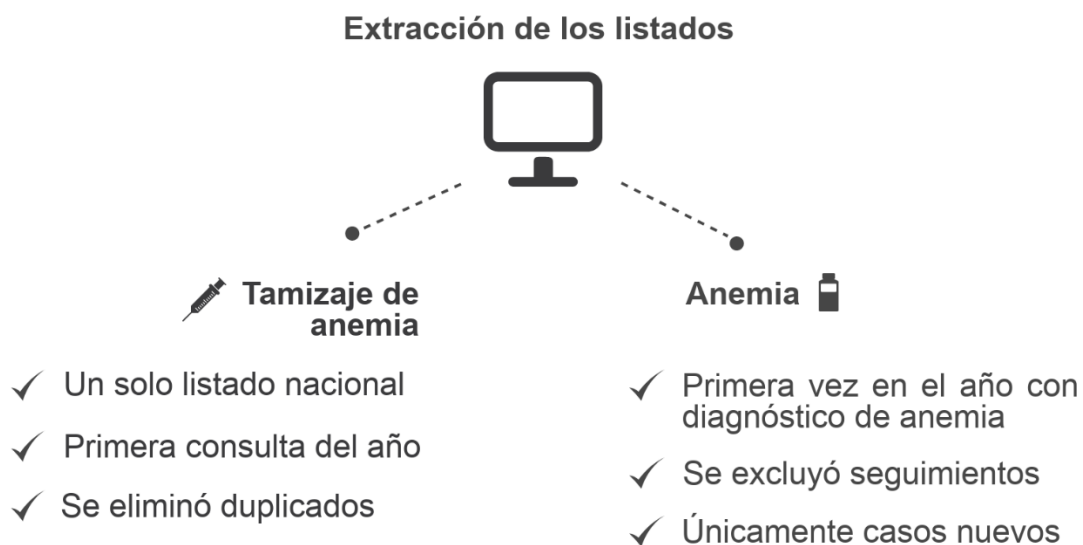 Extracción de los listados
Tamizaje de
anemia
Un solo listado nacional
Primera consulta del año
Se eliminó duplicados
Anemia
Primera vez en el año con
diagnóstico de anemia
Se excluyó seguimientos
Únicamente casos nuevos